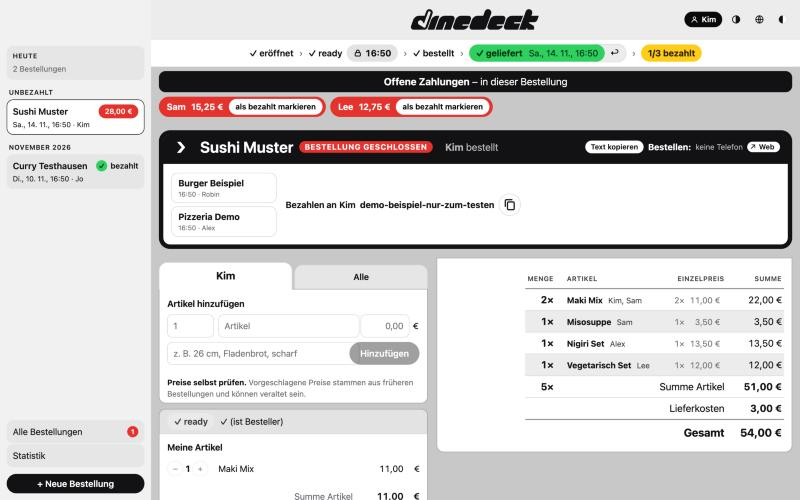 dinedeck
Kim
✓ eröffnet › ✓ ready 16:50 › ✓ bestellt › ✓ geliefert Sa., 14. 11., 16:50 › 1/3 bezahlt
HEUTE
2 Bestellungen
UNBEZAHLT
Sushi Muster 28,00 €
Sa., 14. 11., 16:50 · Kim
NOVEMBER 2026
Curry Testhausen ✓ bezahlt
Di., 10. 11., 16:50 · Jo
Alle Bestellungen 1
Statistik
+ Neue Bestellung
Offene Zahlungen – in dieser Bestellung
Sam 15,25 € als bezahlt markieren
Lee 12,75 € als bezahlt markieren
Sushi Muster BESTELLUNG GESCHLOSSEN Kim bestellt
Text kopieren Bestellen: keine Telefon ↗ Web
Burger Beispiel
16:50 · Robin
Pizzeria Demo
16:50 · Alex
Bezahlen an Kim demo-beispiel-nur-zum-testen
Kim
Alle
Artikel hinzufügen
1 Artikel 0,00 €
z. B. 26 cm, Fladenbrot, scharf Hinzufügen
Preise selbst prüfen. Vorgeschlagene Preise stammen aus früheren
Bestellungen und können veraltet sein.
✓ ready ✓ (ist Besteller)
Meine Artikel
− 1 + Maki Mix 11,00 €
Summe Artikel 11,00 €
MENGE ARTIKEL EINZELPREIS SUMME
2× Maki Mix Kim, Sam 2× 11,00 € 22,00 €
1× Misosuppe Sam 1× 3,50 € 3,50 €
1× Nigiri Set Alex 1× 13,50 € 13,50 €
1× Vegetarisch Set Lee 1× 12,00 € 12,00 €
5× Summe Artikel 51,00 €
Lieferkosten 3,00 €
Gesamt 54,00 €